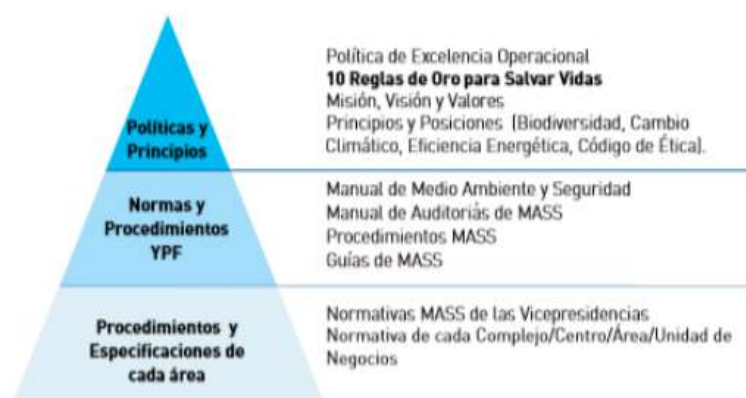 Políticas y
Principios
Política de Excelencia Operacional
10 Reglas de Oro para Salvar Vidas
Misión, Visión y Valores
Principios y Posiciones (Biodiversidad, Cambio
Climático, Eficiencia Energética, Código de Ética).
Normas y
Procedimientos
YPF
Manual de Medio Ambiente y Seguridad
Manual de Auditoriás de MASS
Procedimientos MASS
Guías de MASS
Procedimientos y
Especificaciones de
cada área
Normativas MASS de las Vicepresidencias
Normativa de cada Complejo/Centro/Área/Unidad de
Negocios